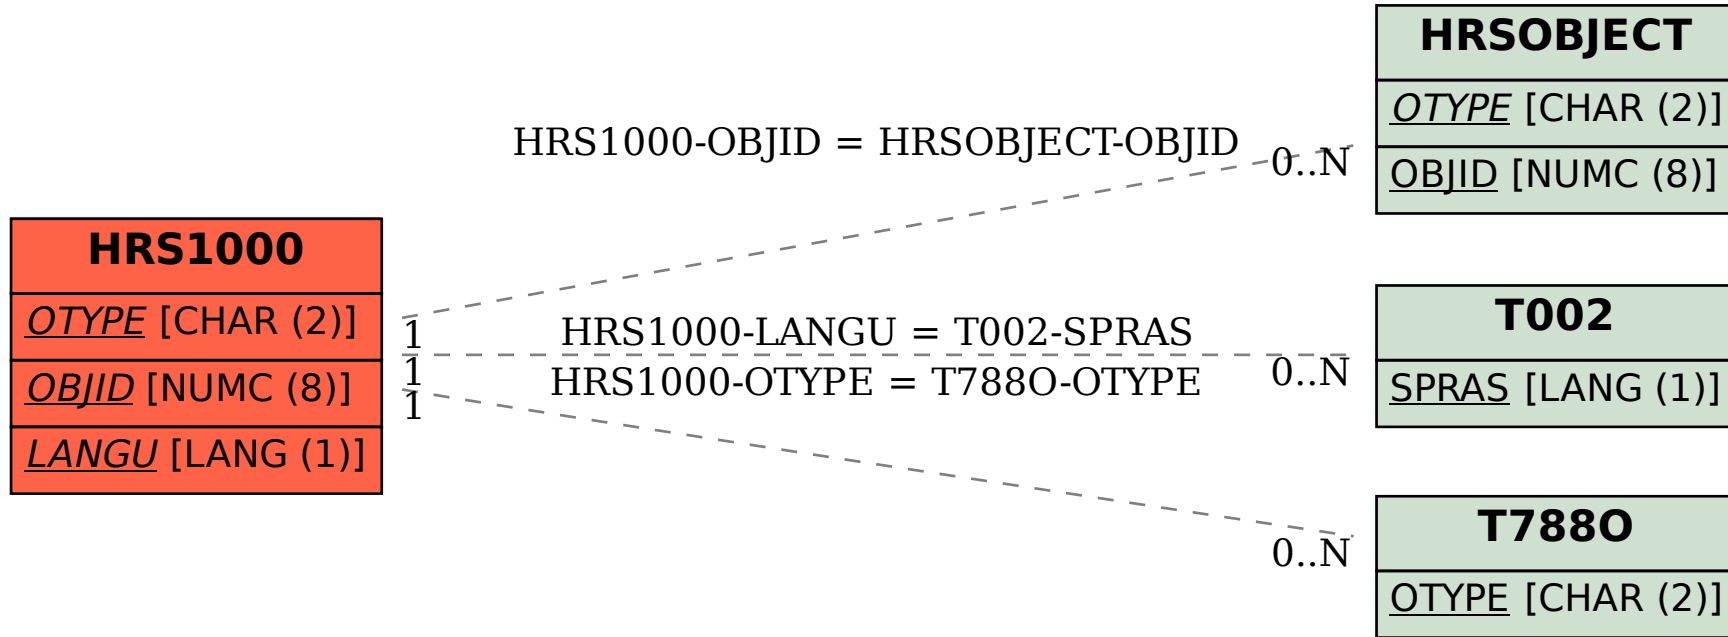 HRS1000
OTYPE [CHAR (2)]
OBJID [NUMC (8)]
LANGU [LANG (1)]
HRS1000-OBJID = HRSOBJECT-OBJID
0..N
1
HRS1000-LANGU = T002-SPRAS
1
0..N
HRS1000-OTYPE = T788O-OTYPE
1
0..N
HRSOBJECT
OTYPE [CHAR (2)]
OBJID [NUMC (8)]
T002
SPRAS [LANG (1)]
T788O
OTYPE [CHAR (2)]